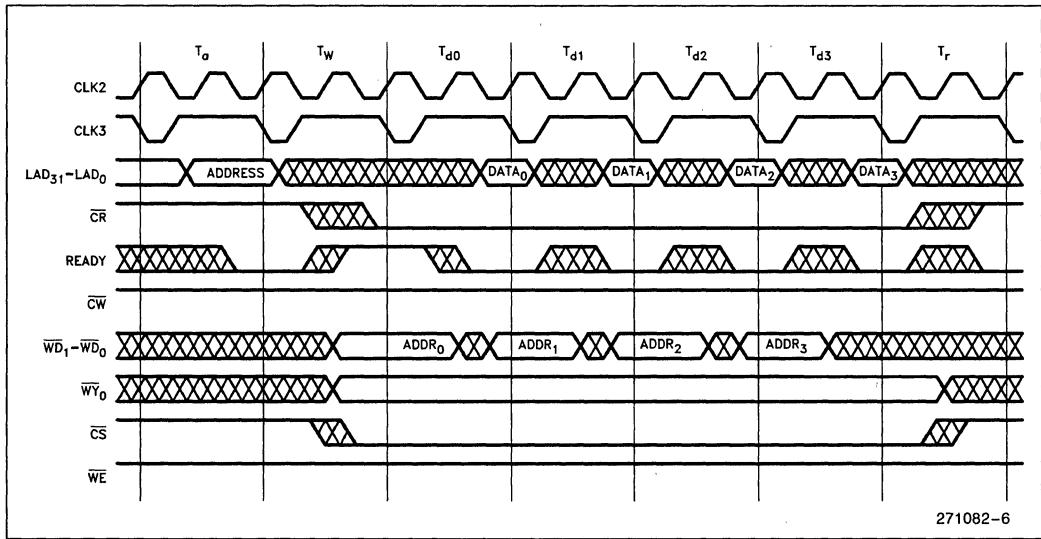 Ta TW Td0 Td1 Td2 Td3 Tr
CLK2
CLK3
LAD31-LAD0 ADDRESS DATA0 DATA1 DATA2 DATA3
CR
READY
CW
WD1-WD0 ADDR0 ADDR1 ADDR2 ADDR3
WY0
CS
WE
271082-6